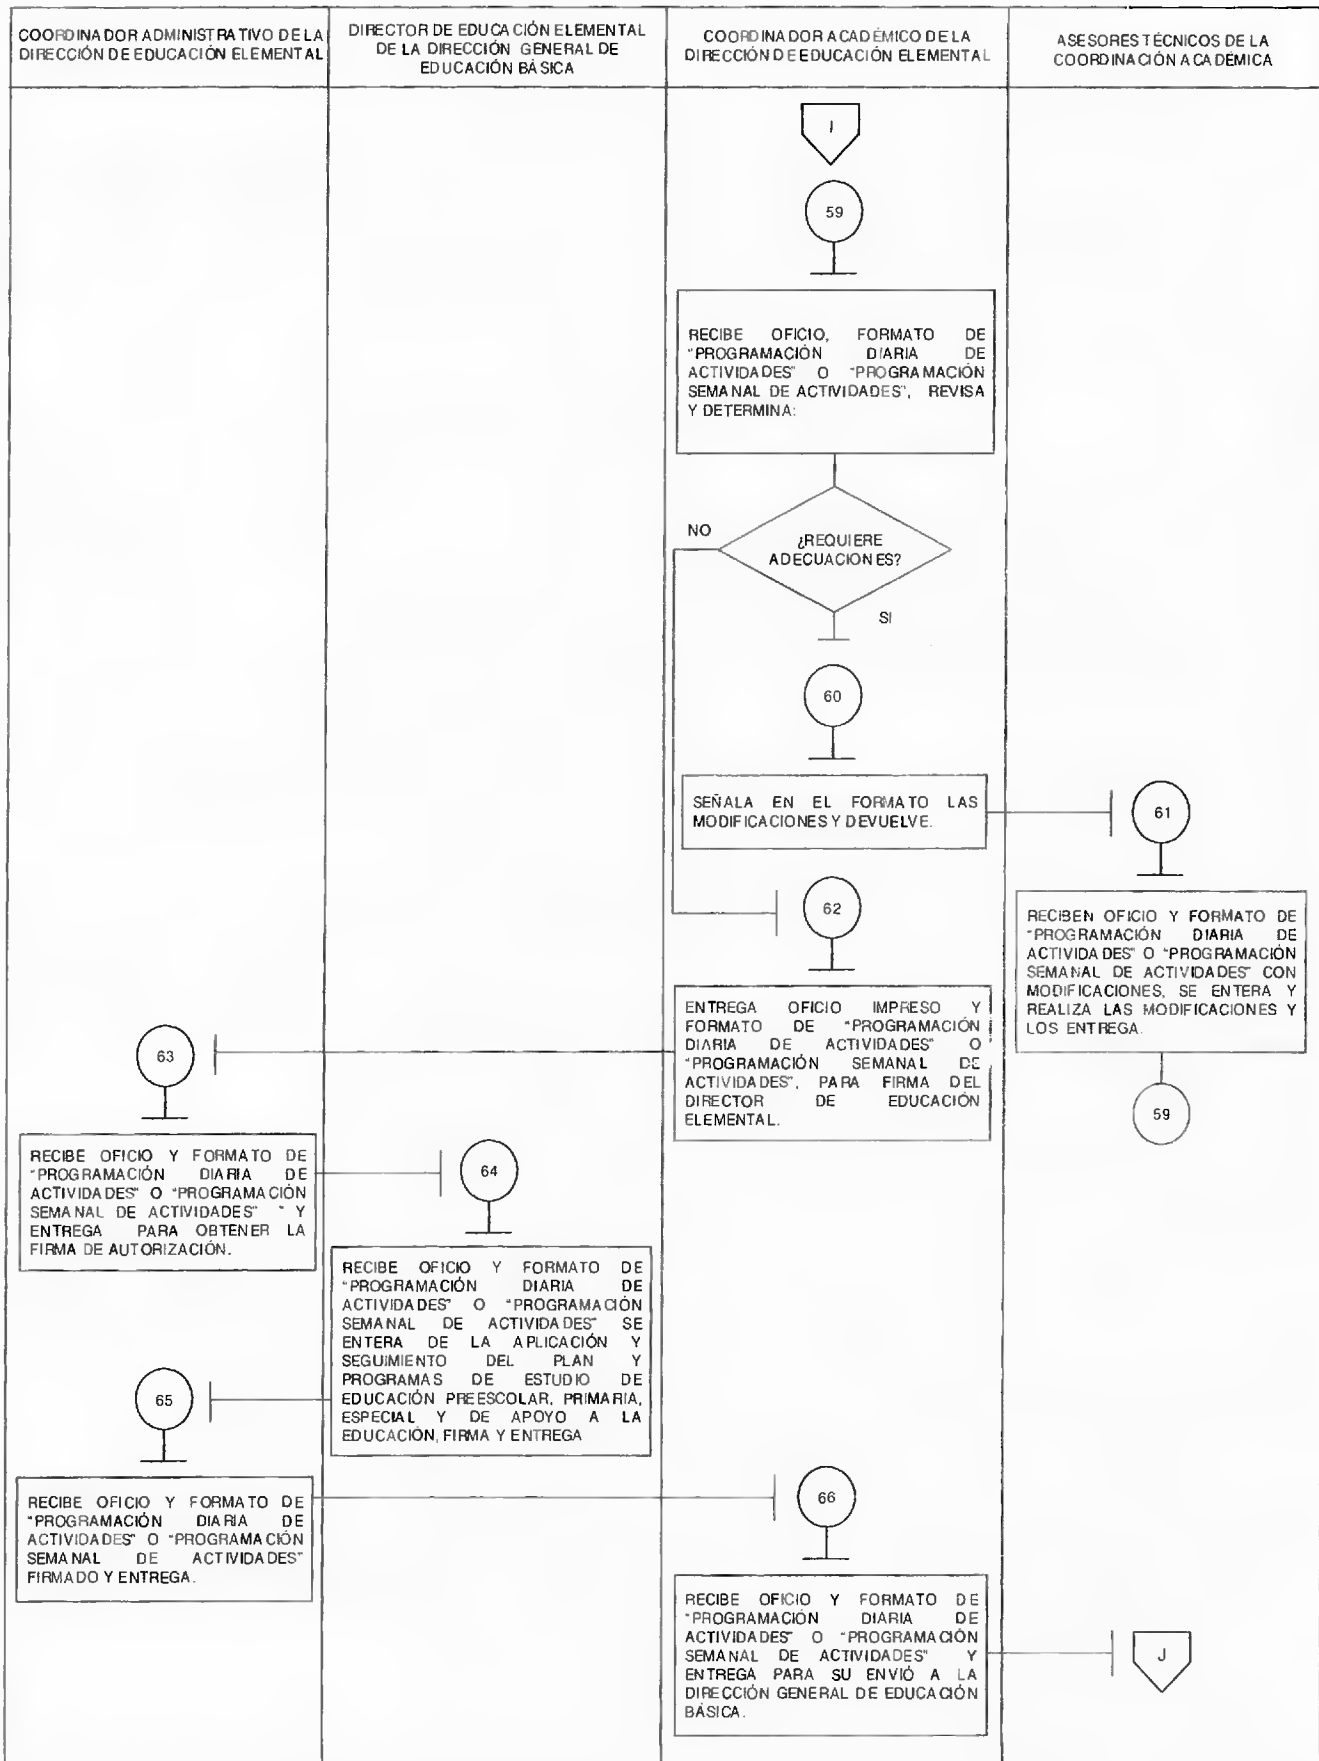 COORDINADOR ADMINISTRATIVO DE LA
DIRECCIÓN DE EDUCACIÓN ELEMENTAL
DIRECTOR DE EDUCACIÓN ELEMENTAL
DE LA DIRECCIÓN GENERAL DE
EDUCACIÓN BÁSICA
COORDINADOR ACADÉMICO DE LA
DIRECCIÓN DE EDUCACIÓN ELEMENTAL
ASESORES TÉCNICOS DE LA
COORDINACIÓN ACADÉMICA
I
59
RECIBE OFICIO, FORMATO DE
"PROGRAMACIÓN DIARIA DE
ACTIVIDADES" O "PROGRAMACIÓN
SEMANAL DE ACTIVIDADES", REVISA
Y DETERMINA:
NO
¿REQUIERE
ADECUACIONES?
SI
60
SEÑALA EN EL FORMATO LAS
MODIFICACIONES Y DEVUELVE.
61
RECIBEN OFICIO Y FORMATO DE
"PROGRAMACIÓN DIARIA DE
ACTIVIDADES" O "PROGRAMACIÓN
SEMANAL DE ACTIVIDADES" CON
MODIFICACIONES, SE ENTERA Y
REALIZA LAS MODIFICACIONES Y
LOS ENTREGA.
59
62
ENTREGA OFICIO IMPRESO Y
FORMATO DE "PROGRAMACIÓN
DIARIA DE ACTIVIDADES" O
"PROGRAMACIÓN SEMANAL DE
ACTIVIDADES", PARA FIRMA DEL
DIRECTOR DE EDUCACIÓN
ELEMENTAL.
63
RECIBE OFICIO Y FORMATO DE
"PROGRAMACIÓN DIARIA DE
ACTIVIDADES" O "PROGRAMACIÓN
SEMANAL DE ACTIVIDADES" " Y
ENTREGA PARA OBTENER LA
FIRMA DE AUTORIZACIÓN.
64
RECIBE OFICIO Y FORMATO DE
"PROGRAMACIÓN DIARIA DE
ACTIVIDADES" O "PROGRAMACIÓN
SEMANAL DE ACTIVIDADES" SE
ENTERA DE LA APLICACIÓN Y
SEGUIMIENTO DEL PLAN Y
PROGRAMAS DE ESTUDIO DE
EDUCACIÓN PREESCOLAR, PRIMARIA,
ESPECIAL Y DE APOYO A LA
EDUCACIÓN, FIRMA Y ENTREGA
65
RECIBE OFICIO Y FORMATO DE
"PROGRAMACIÓN DIARIA DE
ACTIVIDADES" O "PROGRAMACIÓN
SEMANAL DE ACTIVIDADES"
FIRMADO Y ENTREGA.
66
RECIBE OFICIO Y FORMATO DE
"PROGRAMACIÓN DIARIA DE
ACTIVIDADES" O "PROGRAMACIÓN
SEMANAL DE ACTIVIDADES" Y
ENTREGA PARA SU ENVIÓ A LA
DIRECCIÓN GENERAL DE EDUCACIÓN
BÁSICA.
J